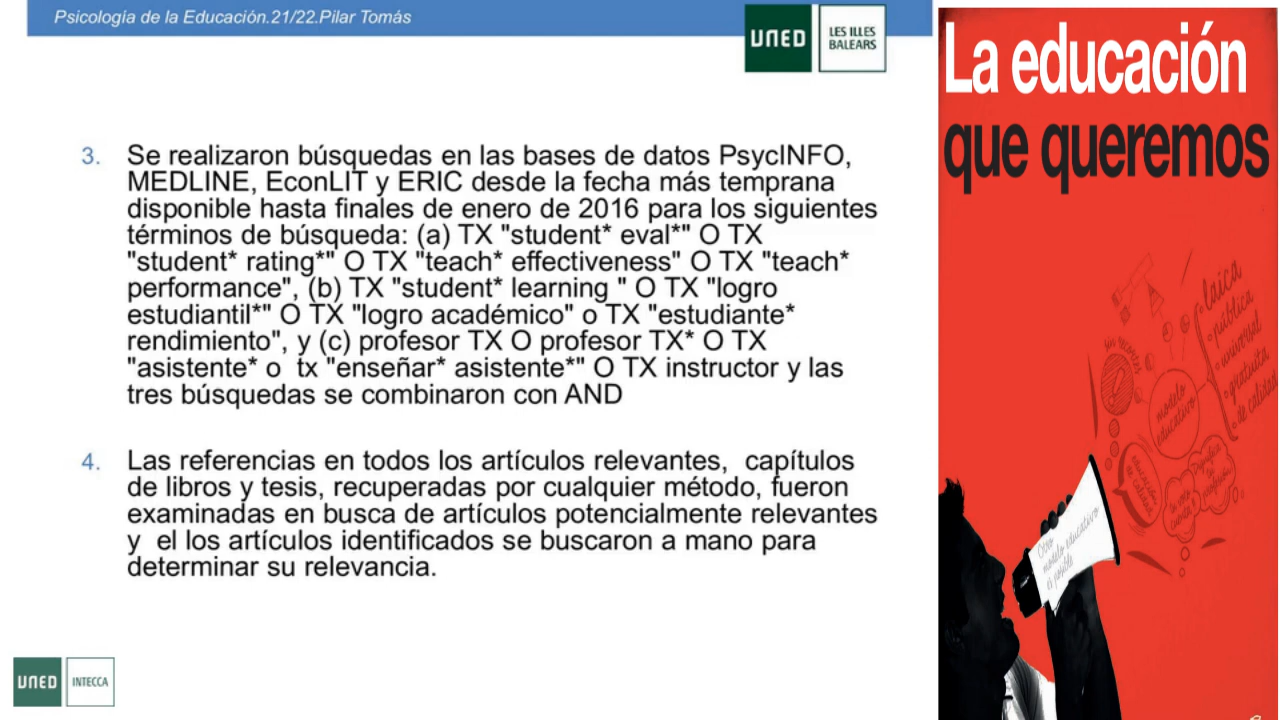 Psicología de la Educación.21/22.Pilar Tomás
UNED
LES ILLES
BALEARS
3. Se realizaron búsquedas en las bases de datos PsycINFO,
MEDLINE, EconLIT y ERIC desde la fecha más temprana
disponible hasta finales de enero de 2016 para los siguientes
términos de búsqueda: (a) TX "student* eval*" O TX
"student* rating*" O TX "teach* effectiveness" O TX "teach*
performance", (b) TX "student* learning " O TX "logro
estudiantil*" O TX "logro académico" o TX "estudiante*
rendimiento", y (c) profesor TX O profesor TX* O TX
"asistente* o  tx "enseñar* asistente*" O TX instructor y las
tres búsquedas se combinaron con AND
4. Las referencias en todos los artículos relevantes,  capítulos
de libros y tesis, recuperadas por cualquier método, fueron
examinadas en busca de artículos potencialmente relevantes
y  el los artículos identificados se buscaron a mano para
determinar su relevancia.
UNED
INTECCA
La educación
que queremos
laica
pública
universal
gratuita
de calidad
sin recortes
modelo
educativo
Otro
modelo educativo
es posible